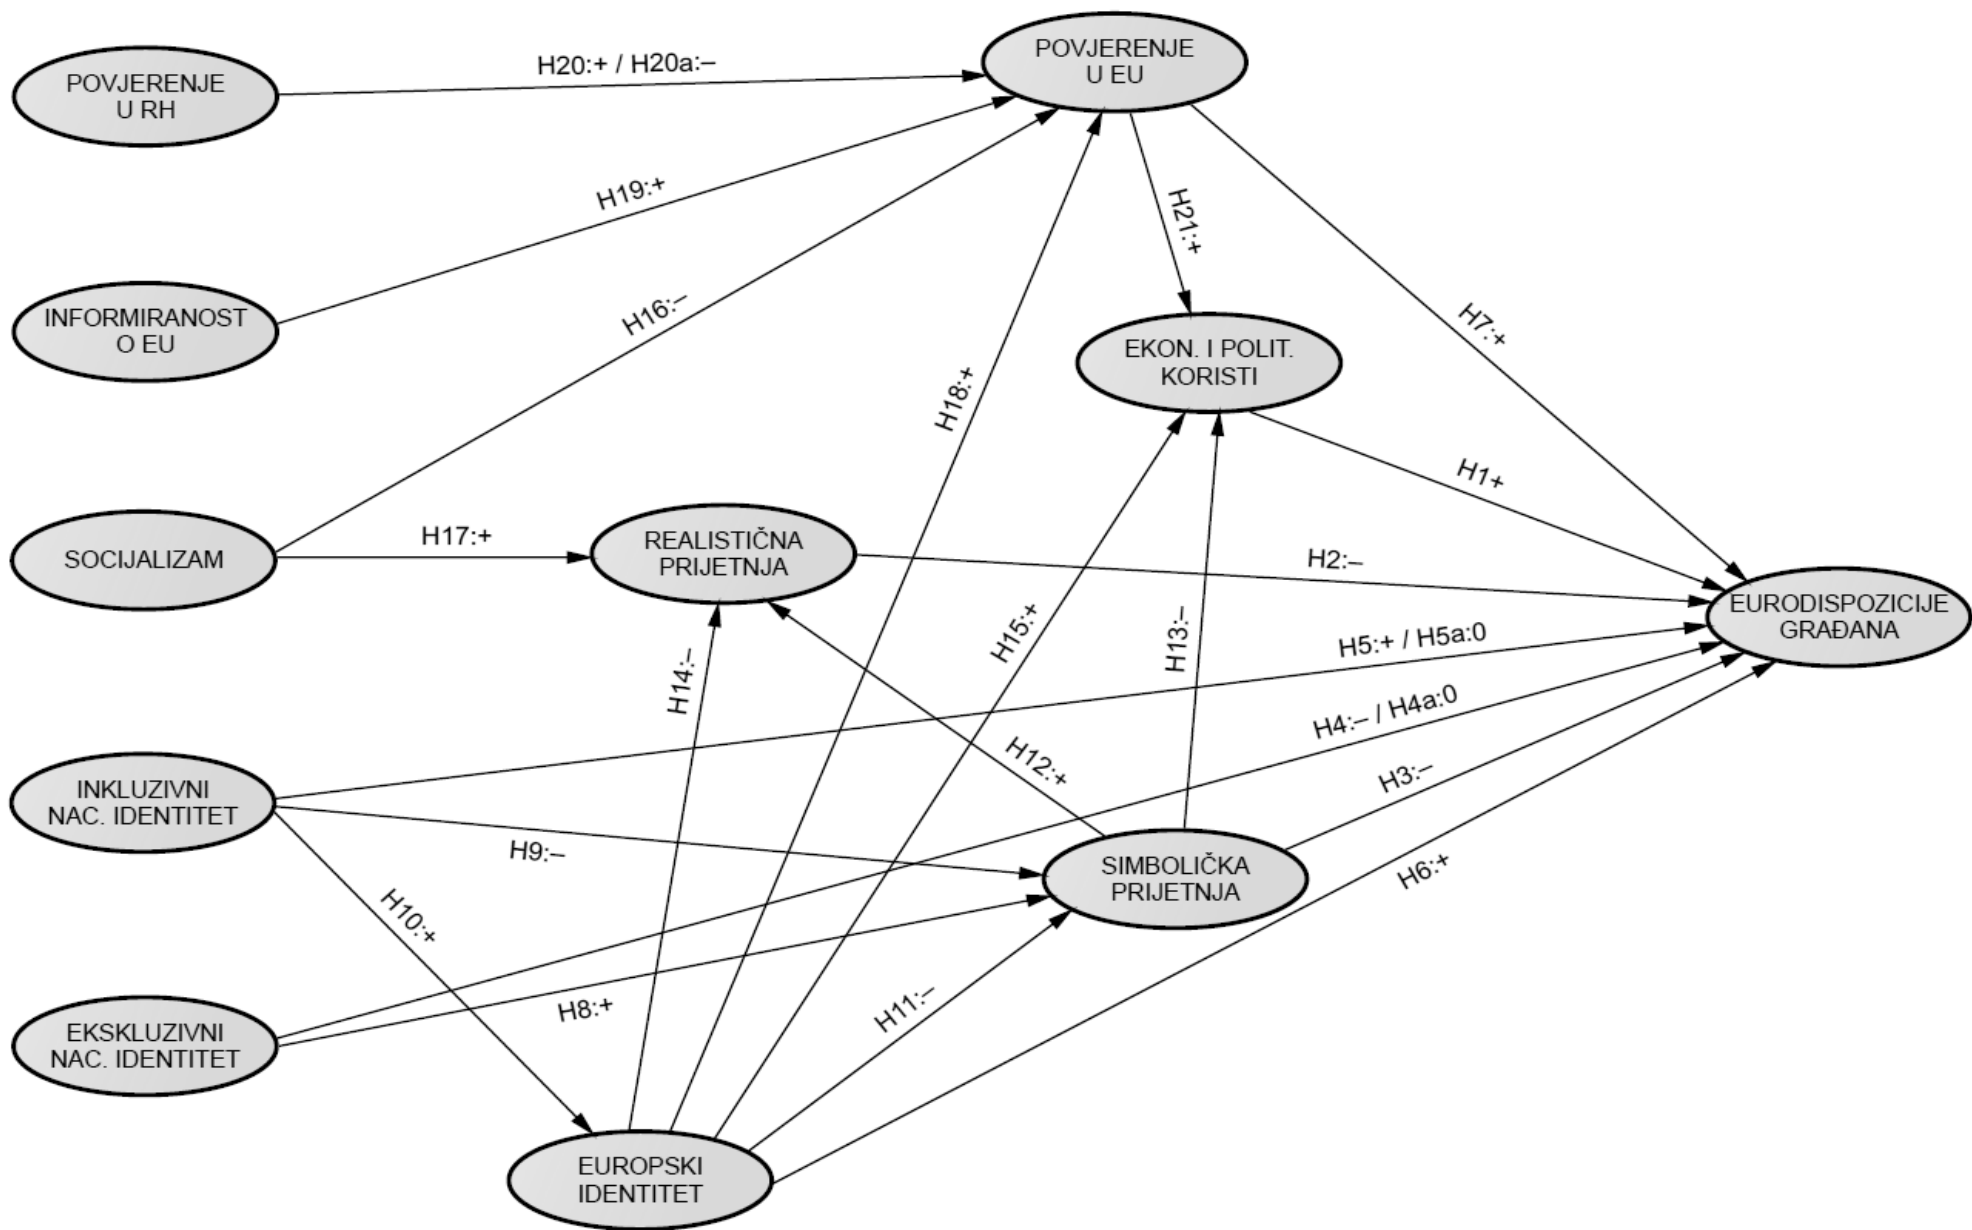 POVJERENJE
U RH
H20:+ / H20a:–
POVJERENJE
U EU
H19:+
H21:+
INFORMIRANOST
O EU
H16:–
H7:+
EKON. I POLIT.
KORISTI
H18:+
H1+
SOCIJALIZAM
H17:+
REALISTIČNA
PRIJETNJA
H2:–
EURODISPOZICIJE
GRAĐANA
H14:–
H15:+
H13:–
H5:+ / H5a:0
H4:– / H4a:0
H12:+
H3:–
INKLUZIVNI
NAC. IDENTITET
H9:–
SIMBOLIČKA
PRIJETNJA
H6:+
H10:+
H8:+
H11:–
EKSKLUZIVNI
NAC. IDENTITET
EUROPSKI
IDENTITET